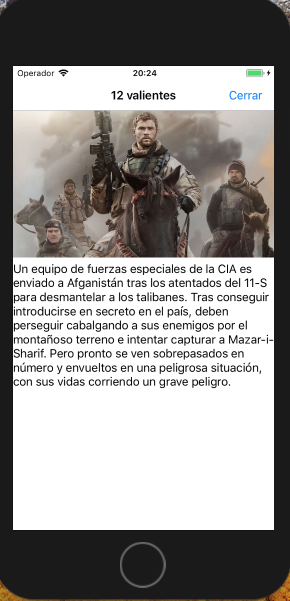 Operador 20:24
12 valientes Cerrar
Un equipo de fuerzas especiales de la CIA es
enviado a Afganistán tras los atentados del 11-S
para desmantelar a los talibanes. Tras conseguir
introducirse en secreto en el país, deben
perseguir cabalgando a sus enemigos por el
montañoso terreno e intentar capturar a Mazar-i-
Sharif. Pero pronto se ven sobrepasados en
número y envueltos en una peligrosa situación,
con sus vidas corriendo un grave peligro.